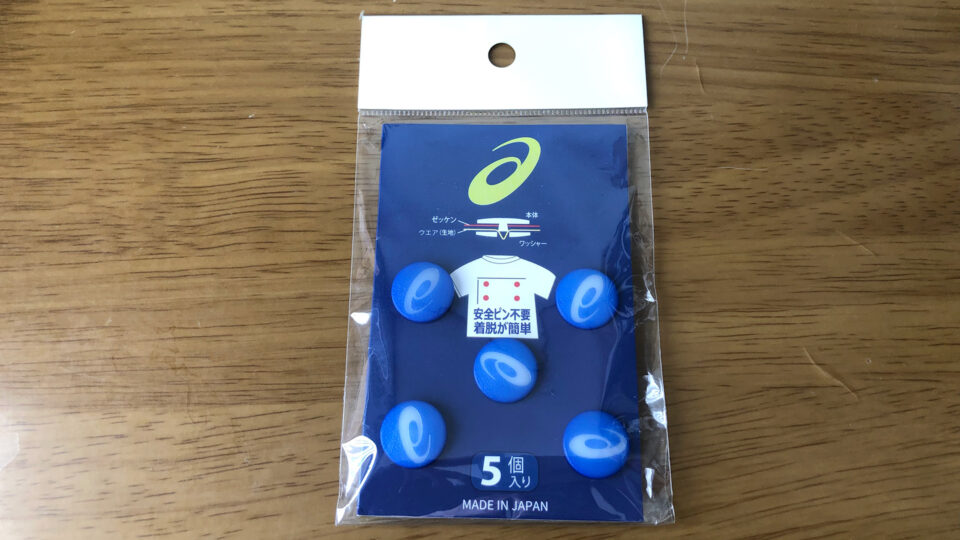 ゼッケン
本体
ウエア(生地)
ワッシャー
安全ピン不要
着脱が簡単
5個入り
MADE IN JAPAN